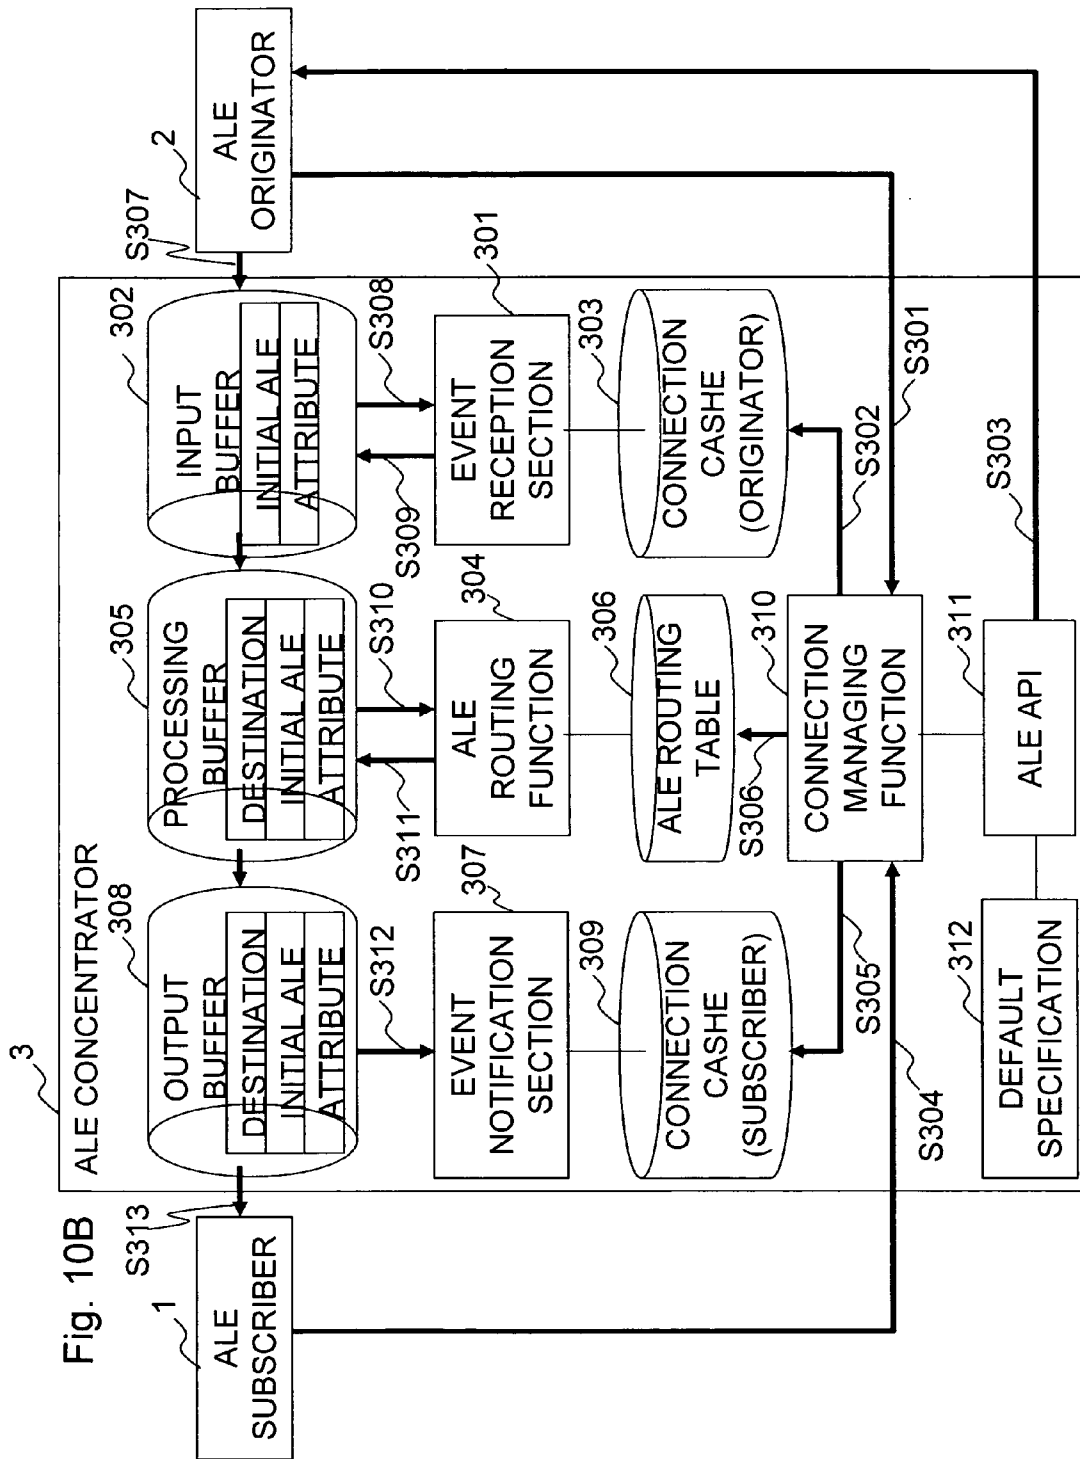 Fig. 10B
3
ALE CONCENTRATOR
1
ALE
SUBSCRIBER
S313
308
OUTPUT
BUFFER
DESTINATION
INITIAL ALE
ATTRIBUTE
305
PROCESSING
BUFFER
DESTINATION
INITIAL ALE
ATTRIBUTE
302
INPUT
BUFFER
INITIAL ALE
ATTRIBUTE
S307
2
ALE
ORIGINATOR
S312
S311
S310
S309
S308
307
EVENT
NOTIFICATION
SECTION
304
ALE
ROUTING
FUNCTION
301
EVENT
RECEPTION
SECTION
309
CONNECTION
CASHE
(SUBSCRIBER)
306
ALE ROUTING
TABLE
303
CONNECTION
CASHE
(ORIGINATOR)
S305
S306
S302
S304
310
CONNECTION
MANAGING
FUNCTION
S301
312
DEFAULT
SPECIFICATION
311
ALE API
S303